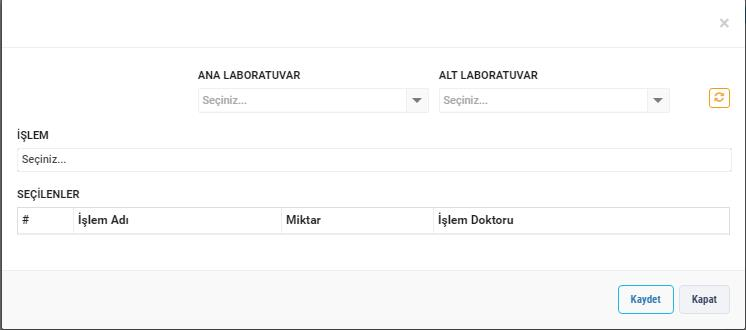 ×
ANA LABORATUVAR ALT LABORATUVAR
Seçiniz... Seçiniz...
İŞLEM
Seçiniz...
SEÇİLENLER
# İşlem Adı Miktar İşlem Doktoru
Kaydet Kapat